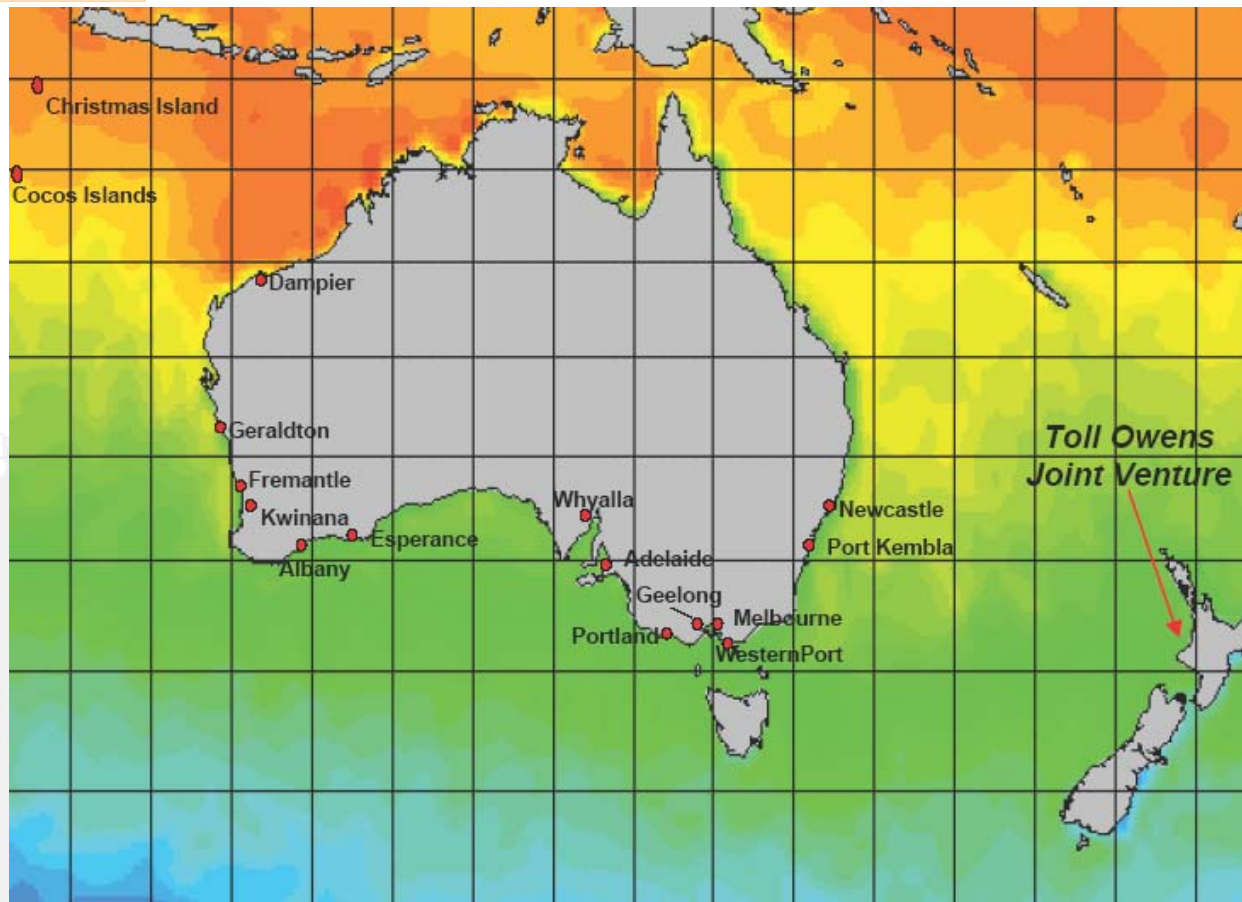 Christmas Island
Cocos Islands
Dampier
Geraldton
Fremantle
Kwinana
Albany
Esperance
Whyalla
Adelaide
Geelong
Portland
Melbourne
WesternPort
Newcastle
Port Kembla
Toll Owens
Joint Venture